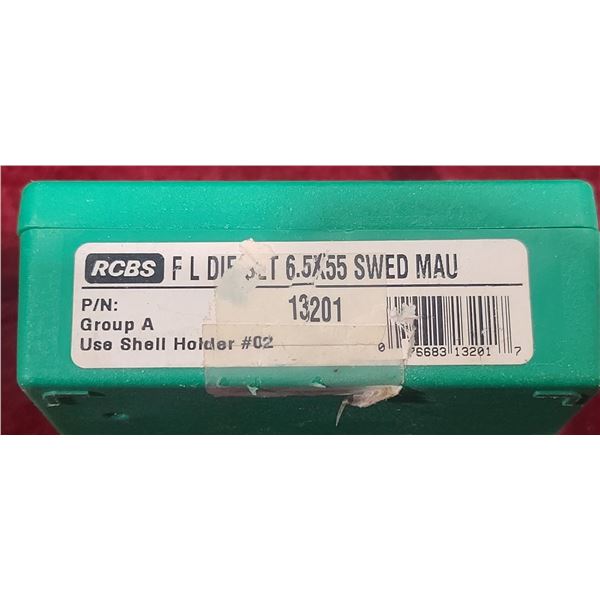 RCBS F L DIE SET 6.5X55 SWED MAU
P/N: 13201
Group A
Use Shell Holder #02
0 76683 13201 7